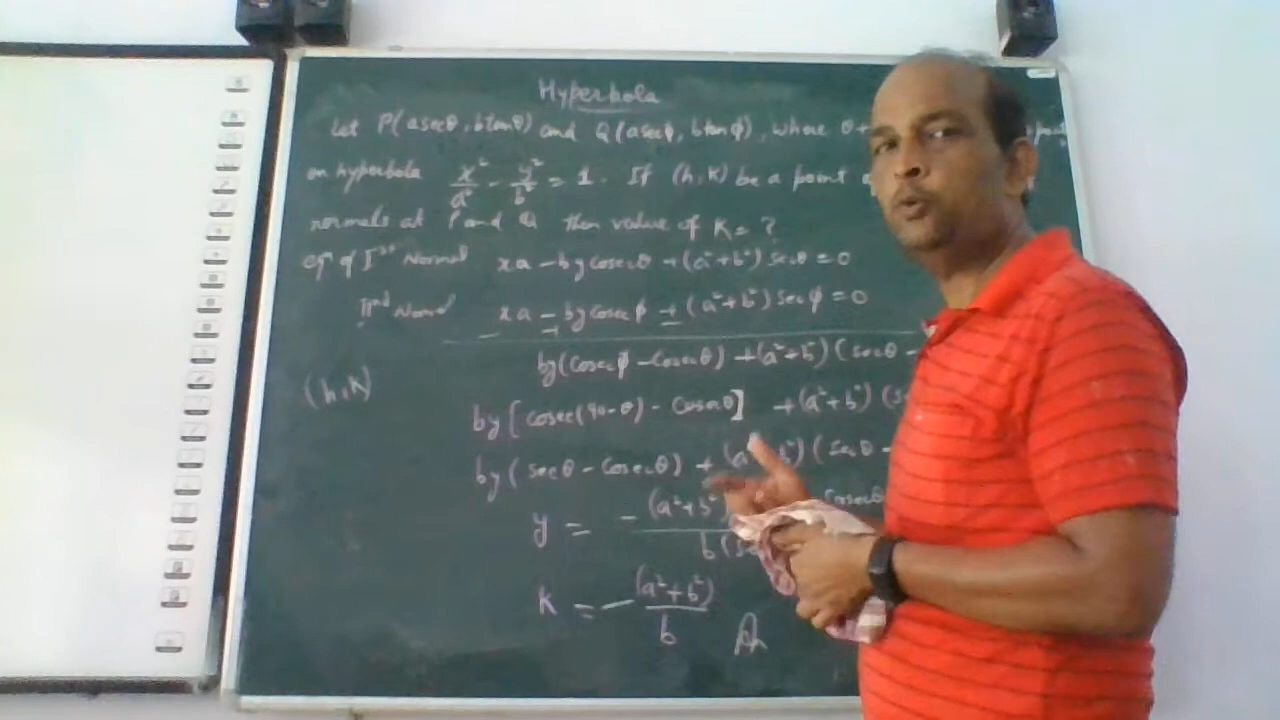 Hyperbola
Let P(a secθ, b tanθ) and Q(a secφ, b tanφ), where θ+
on hyperbola x²/a² - y²/b² = 1. If (h,k) be a point
normals at P and Q then value of K = ?
eqⁿ of Iˢᵗ Normal xa - by cosecθ + (a²+b²) secθ = 0
IIⁿᵈ Normal xa - by cosecφ + (a²+b²) secφ = 0
by (cosecφ - cosecθ) + (a²+b²) (secθ -
(h,k)
by [cosec(90-θ) - cosecθ] + (a²+b²) (s
by (secθ - cosecθ) + (a²+b²) (secθ -
y = - (a²+b²) cosecθ / b(s
K = - (a²+b²) / b